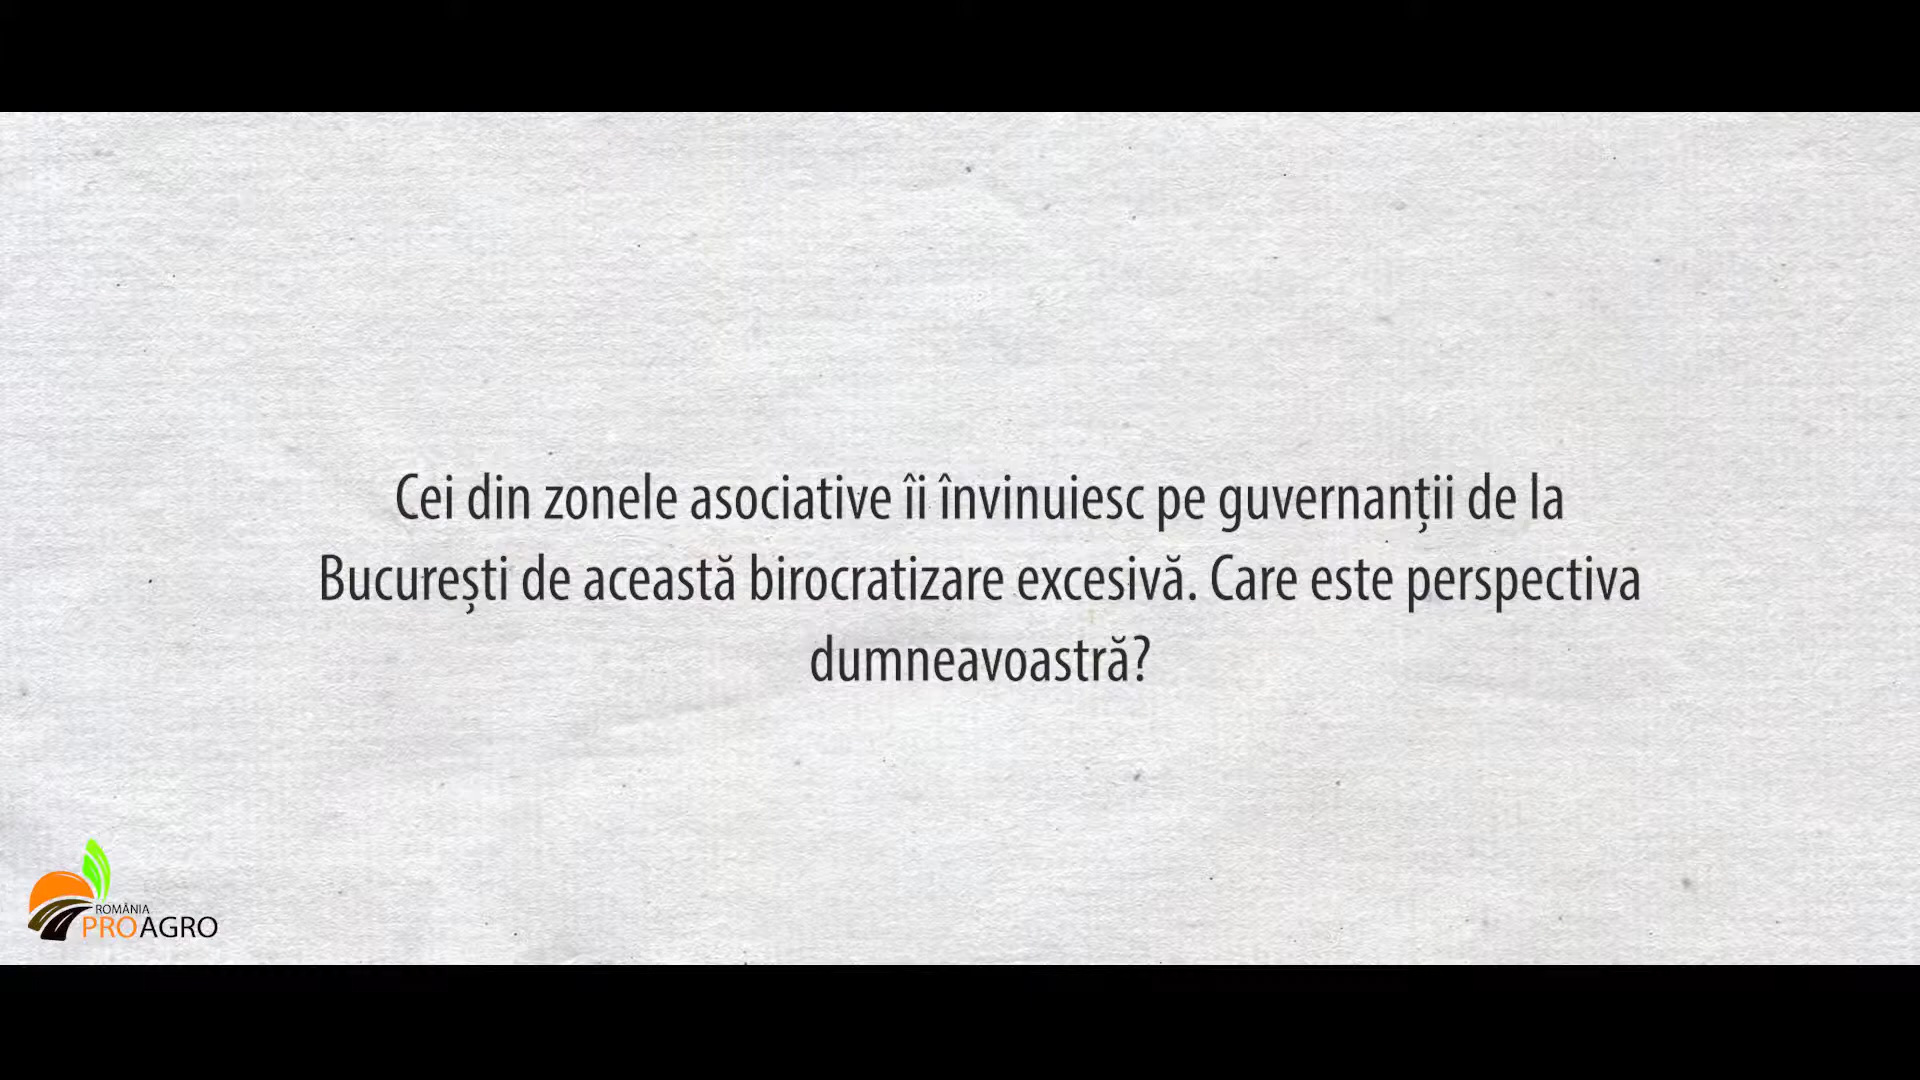 Cei din zonele asociative îi învinuiesc pe guvernanții de la
București de această birocratizare excesivă. Care este perspectiva
dumneavoastră?
ROMÂNIA
PROAGRO